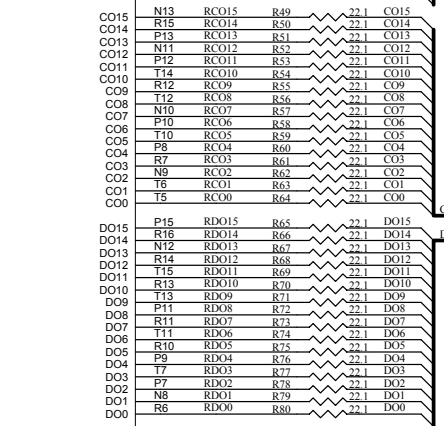 CO15 N13 RCO15 R49 22.1 CO15
CO14 R15 RCO14 R50 22.1 CO14
CO13 P13 RCO13 R51 22.1 CO13
CO12 N11 RCO12 R52 22.1 CO12
CO11 P12 RCO11 R53 22.1 CO11
CO10 T14 RCO10 R54 22.1 CO10
CO9 R12 RCO9 R55 22.1 CO9
CO8 T12 RCO8 R56 22.1 CO8
CO7 N10 RCO7 R57 22.1 CO7
CO6 P10 RCO6 R58 22.1 CO6
CO5 T10 RCO5 R59 22.1 CO5
CO4 P8 RCO4 R60 22.1 CO4
CO3 R7 RCO3 R61 22.1 CO3
CO2 N9 RCO2 R62 22.1 CO2
CO1 T6 RCO1 R63 22.1 CO1
CO0 T5 RCO0 R64 22.1 CO0
DO15 P15 RDO15 R65 22.1 DO15
DO14 R16 RDO14 R66 22.1 DO14
DO13 N12 RDO13 R67 22.1 DO13
DO12 R14 RDO12 R68 22.1 DO12
DO11 T15 RDO11 R69 22.1 DO11
DO10 R13 RDO10 R70 22.1 DO10
DO9 T13 RDO9 R71 22.1 DO9
DO8 P11 RDO8 R72 22.1 DO8
DO7 R11 RDO7 R73 22.1 DO7
DO6 T11 RDO6 R74 22.1 DO6
DO5 R10 RDO5 R75 22.1 DO5
DO4 P9 RDO4 R76 22.1 DO4
DO3 T7 RDO3 R77 22.1 DO3
DO2 P7 RDO2 R78 22.1 DO2
DO1 N8 RDO1 R79 22.1 DO1
DO0 R6 RDO0 R80 22.1 DO0